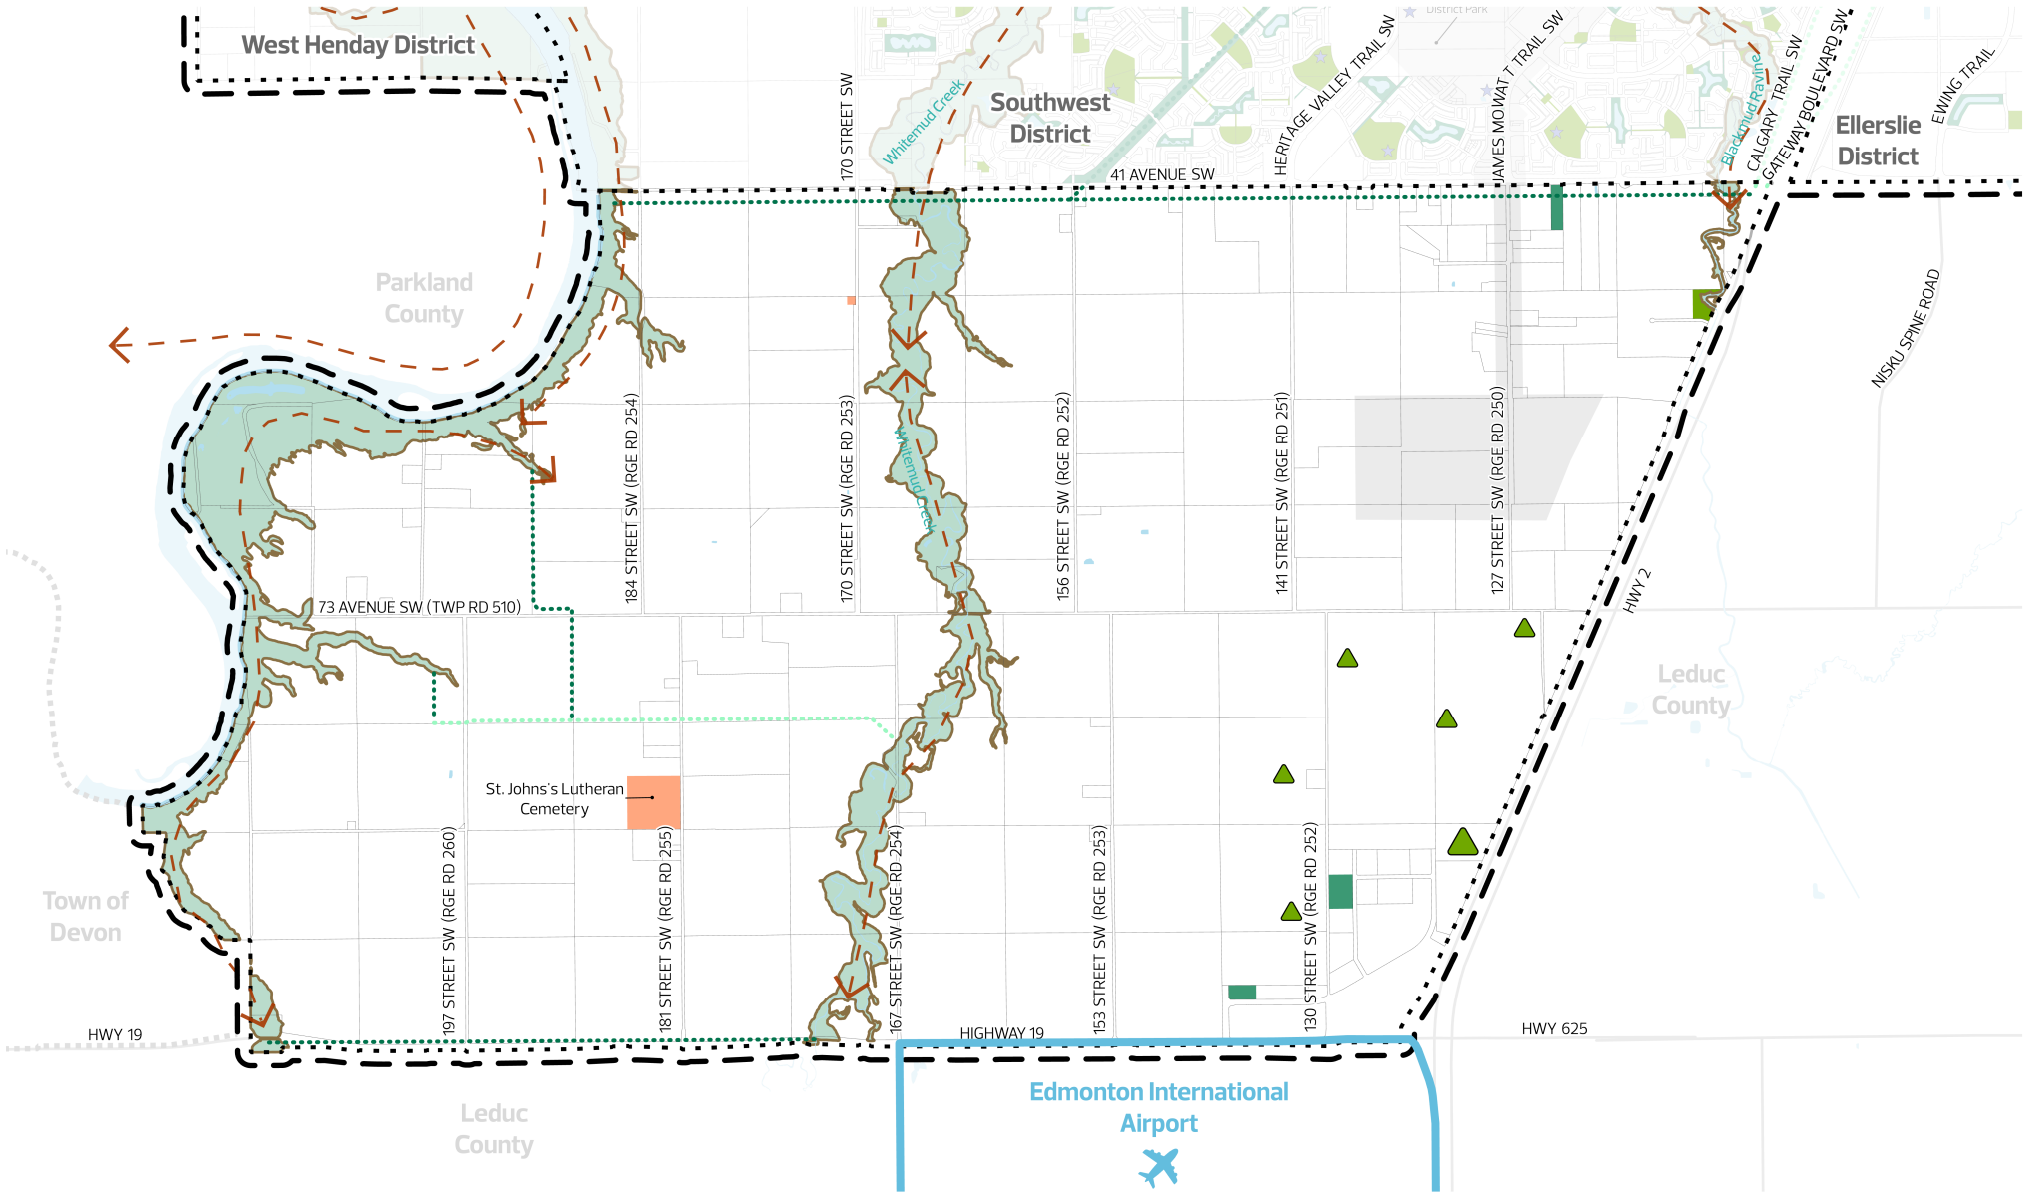 District Park
West Henday District
Southwest
District
Ellerslie
District
EWING TRAIL
Whitemud Creek
Blackmud Ravine
170 STREET SW
HERITAGE VALLEY TRAIL SW
JAMES MOWAT T TRAIL SW
CALGARY TRAIL SW
GATEWAY BOULEVARD SW
41 AVENUE SW
Parkland
County
NISKU SPINE ROAD
184 STREET SW (RGE RD 254)
170 STREET SW (RGE RD 253)
Whitemud Creek
156 STREET SW (RGE RD 252)
141 STREET SW (RGE RD 251)
127 STREET SW (RGE RD 250)
HWY 2
73 AVENUE SW (TWP RD 510)
Leduc
County
St. Johns's Lutheran
Cemetery
Town of
Devon
197 STREET SW (RGE RD 260)
181 STREET SW (RGE RD 255)
167 STREET SW (RGE RD 254)
153 STREET SW (RGE RD 253)
130 STREET SW (RGE RD 252)
HWY 19
HIGHWAY 19
HWY 625
Leduc
County
Edmonton International
Airport